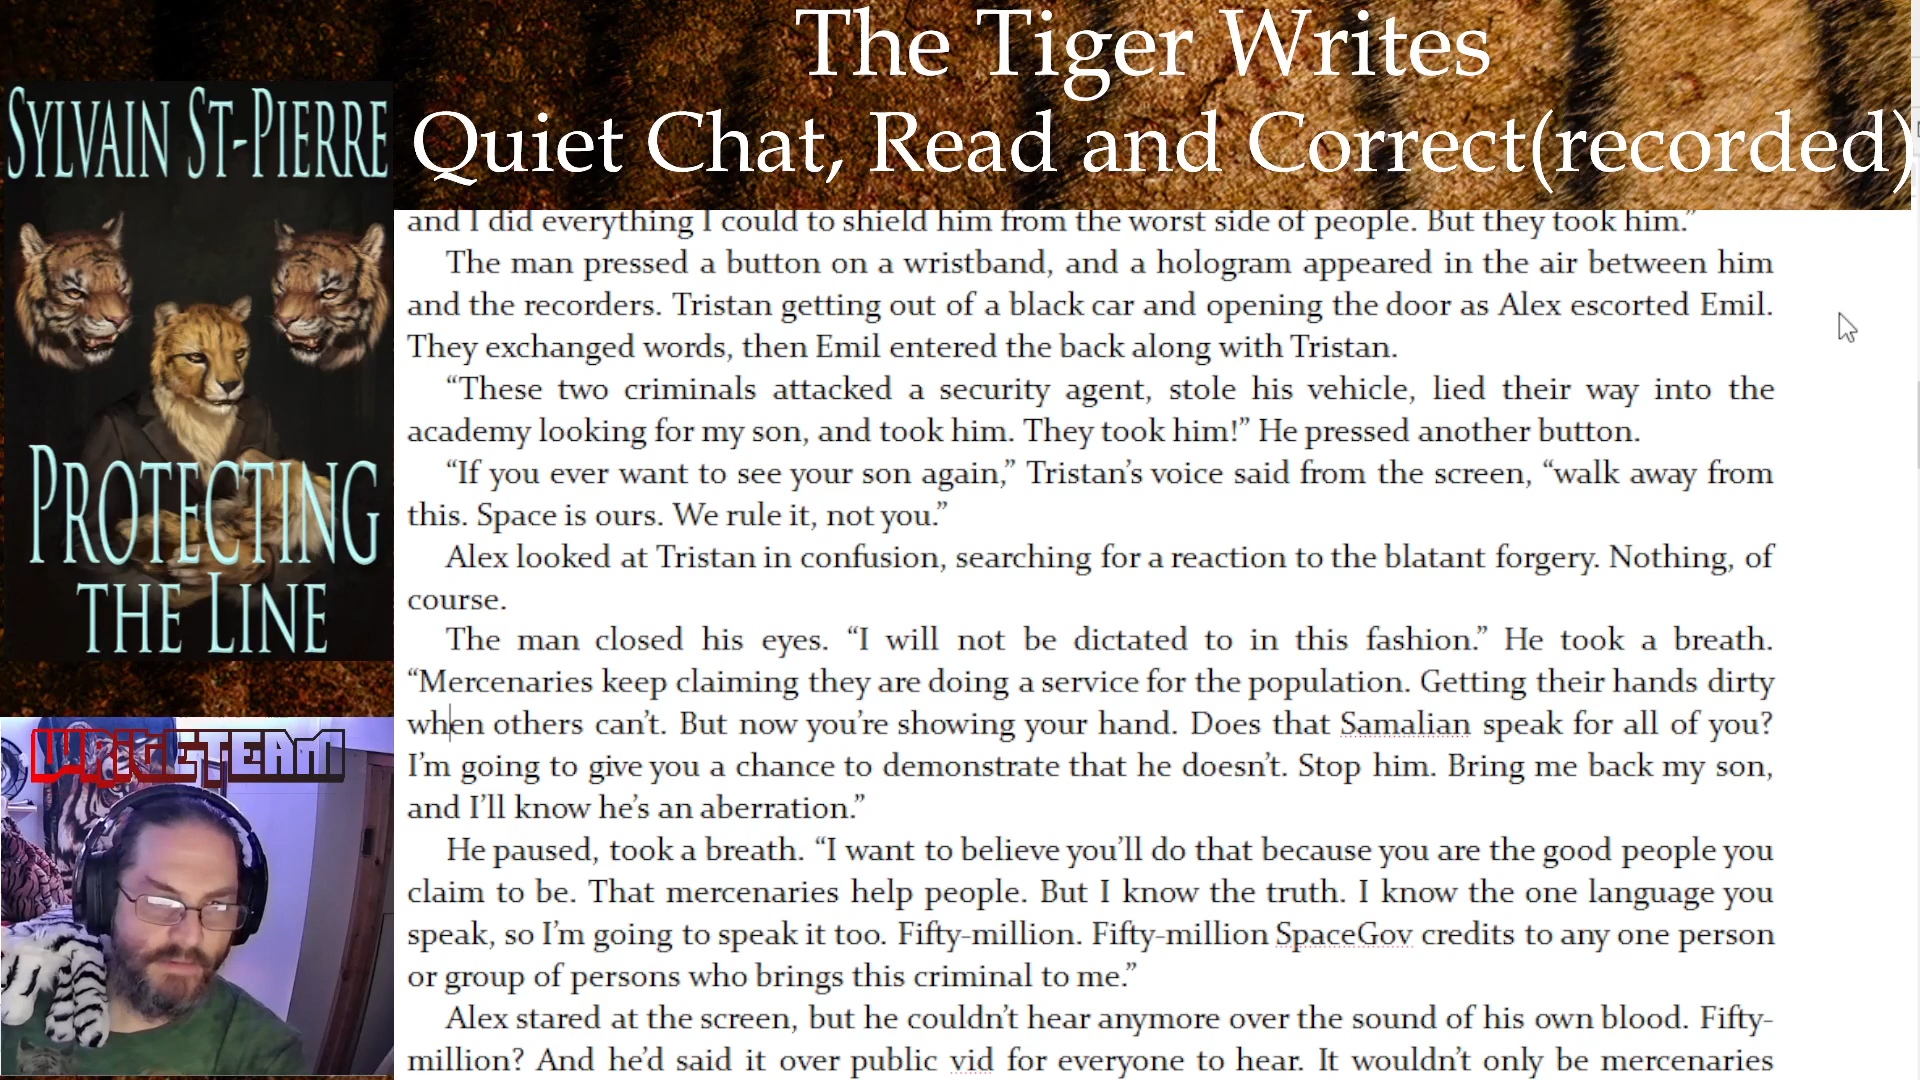 The Tiger Writes
Quiet Chat, Read and Correct(recorded)
SYLVAIN ST-PIERRE
PROTECTING
THE LINE
WRITETEAM
and I did everything I could to shield him from the worst side of people. But they took him.”
The man pressed a button on a wristband, and a hologram appeared in the air between him
and the recorders. Tristan getting out of a black car and opening the door as Alex escorted Emil.
They exchanged words, then Emil entered the back along with Tristan.
“These two criminals attacked a security agent, stole his vehicle, lied their way into the
academy looking for my son, and took him. They took him!” He pressed another button.
“If you ever want to see your son again,” Tristan’s voice said from the screen, “walk away from
this. Space is ours. We rule it, not you.”
Alex looked at Tristan in confusion, searching for a reaction to the blatant forgery. Nothing, of
course.
The man closed his eyes. “I will not be dictated to in this fashion.” He took a breath.
“Mercenaries keep claiming they are doing a service for the population. Getting their hands dirty
when others can’t. But now you’re showing your hand. Does that Samalian speak for all of you?
I’m going to give you a chance to demonstrate that he doesn’t. Stop him. Bring me back my son,
and I’ll know he’s an aberration.”
He paused, took a breath. “I want to believe you’ll do that because you are the good people you
claim to be. That mercenaries help people. But I know the truth. I know the one language you
speak, so I’m going to speak it too. Fifty-million. Fifty-million SpaceGov credits to any one person
or group of persons who brings this criminal to me.”
Alex stared at the screen, but he couldn’t hear anymore over the sound of his own blood. Fifty-
million? And he’d said it over public vid for everyone to hear. It wouldn’t only be mercenaries